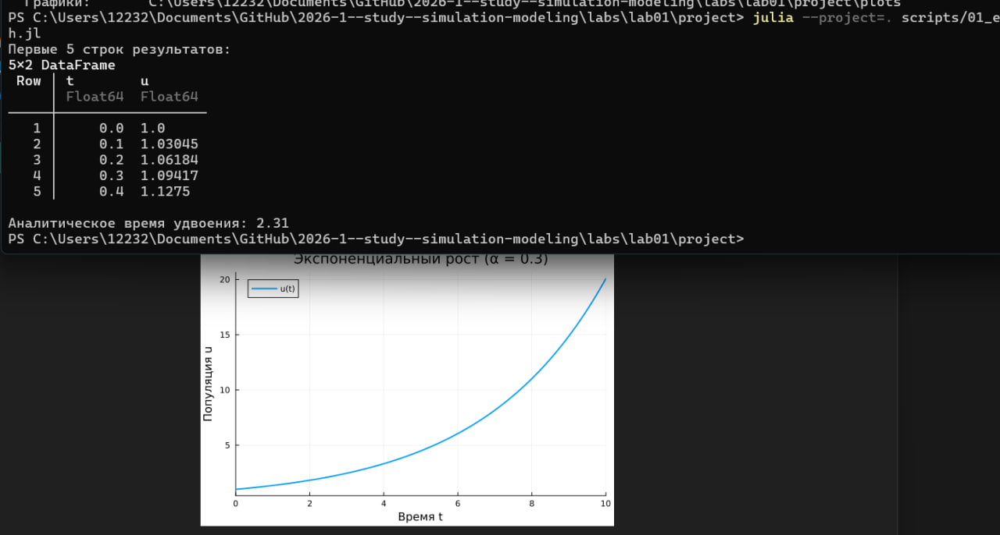 Графики: C:\Users\12232\Documents\GitHub\2026-1--study--simulation-modeling\labs\lab01\project\plots
PS C:\Users\12232\Documents\GitHub\2026-1--study--simulation-modeling\labs\lab01\project> julia --project=. scripts/01_e
h.jl
Первые 5 строк результатов:
5×2 DataFrame
Row t u
Float64 Float64
1 0.0 1.0
2 0.1 1.03045
3 0.2 1.06184
4 0.3 1.09417
5 0.4 1.1275
Аналитическое время удвоения: 2.31
PS C:\Users\12232\Documents\GitHub\2026-1--study--simulation-modeling\labs\lab01\project>
Экспоненциальный рост (α = 0.3)
u(t)
20
15
10
5
Популяция u
0 2 4 6 8 10
Время t